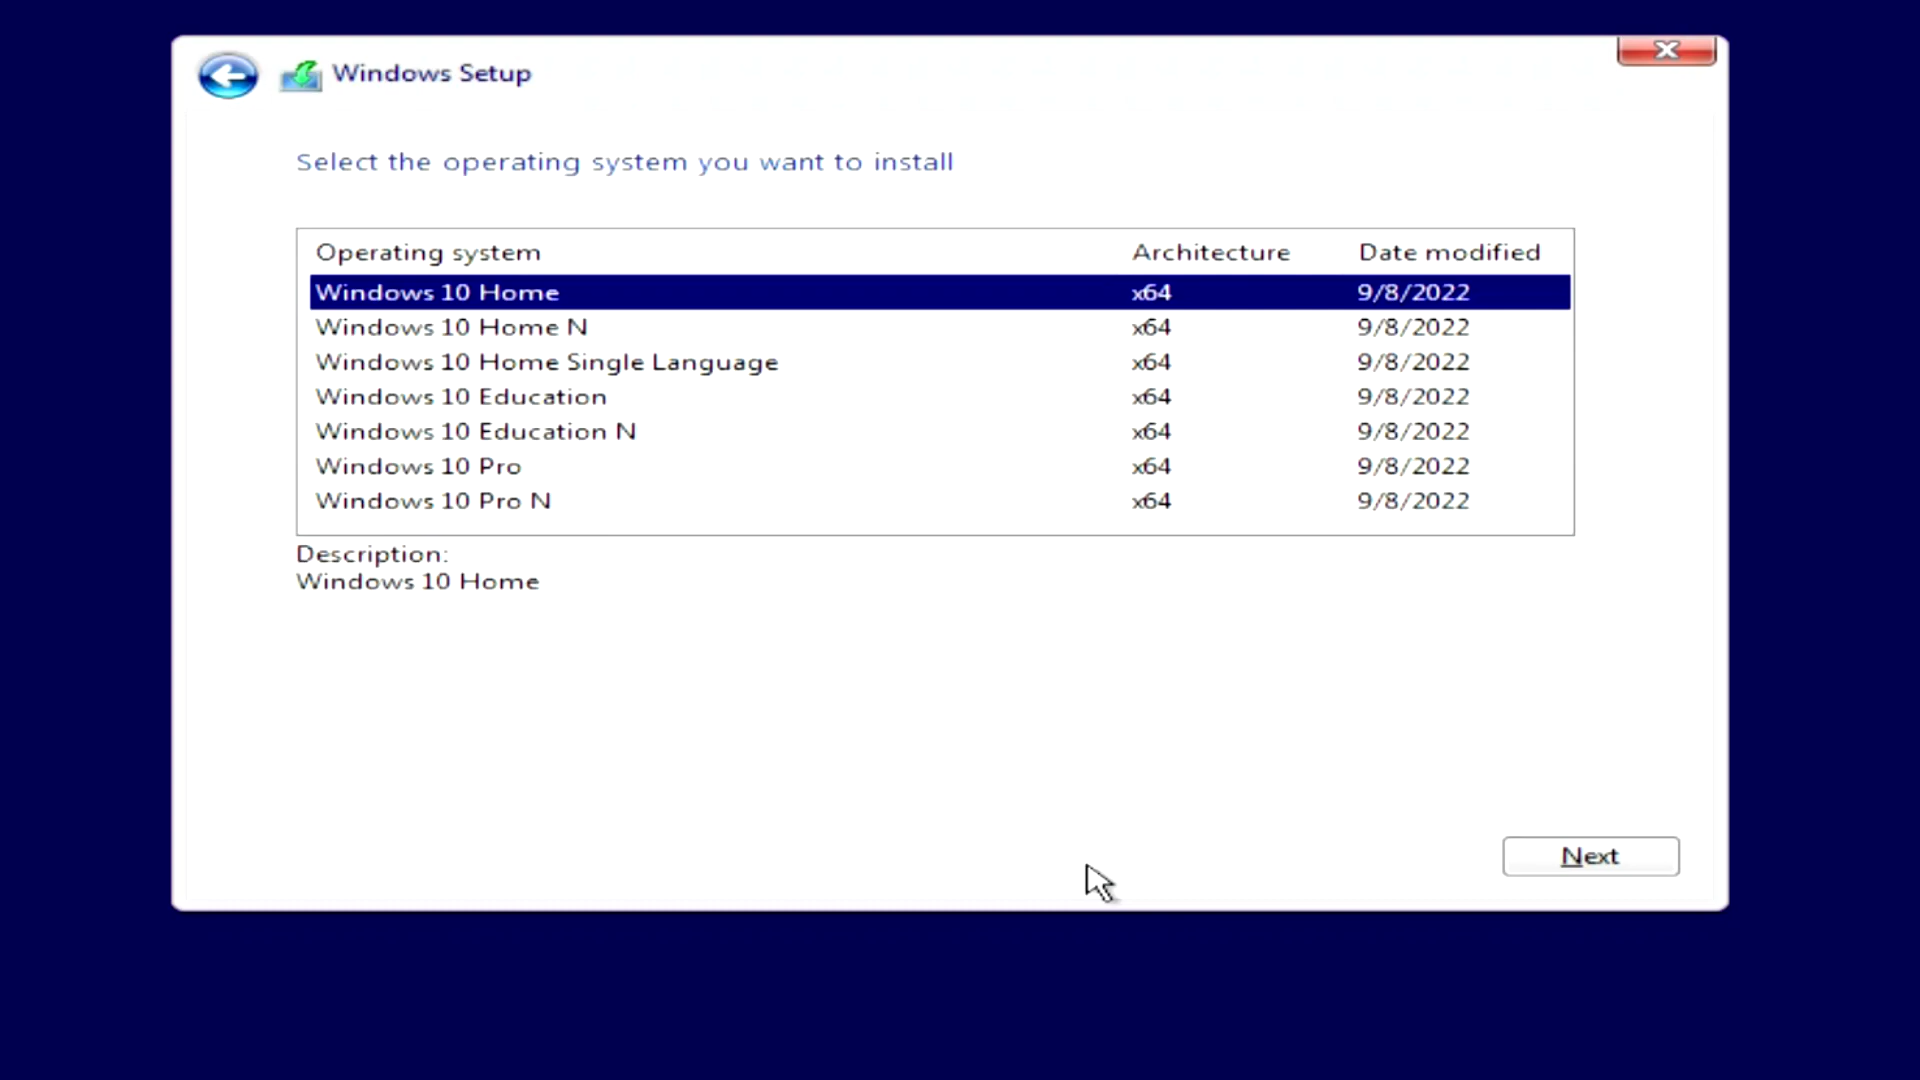 Windows Setup
Select the operating system you want to install
Operating system Architecture Date modified
Windows 10 Home x64 9/8/2022
Windows 10 Home N x64 9/8/2022
Windows 10 Home Single Language x64 9/8/2022
Windows 10 Education x64 9/8/2022
Windows 10 Education N x64 9/8/2022
Windows 10 Pro x64 9/8/2022
Windows 10 Pro N x64 9/8/2022
Description:
Windows 10 Home
Next